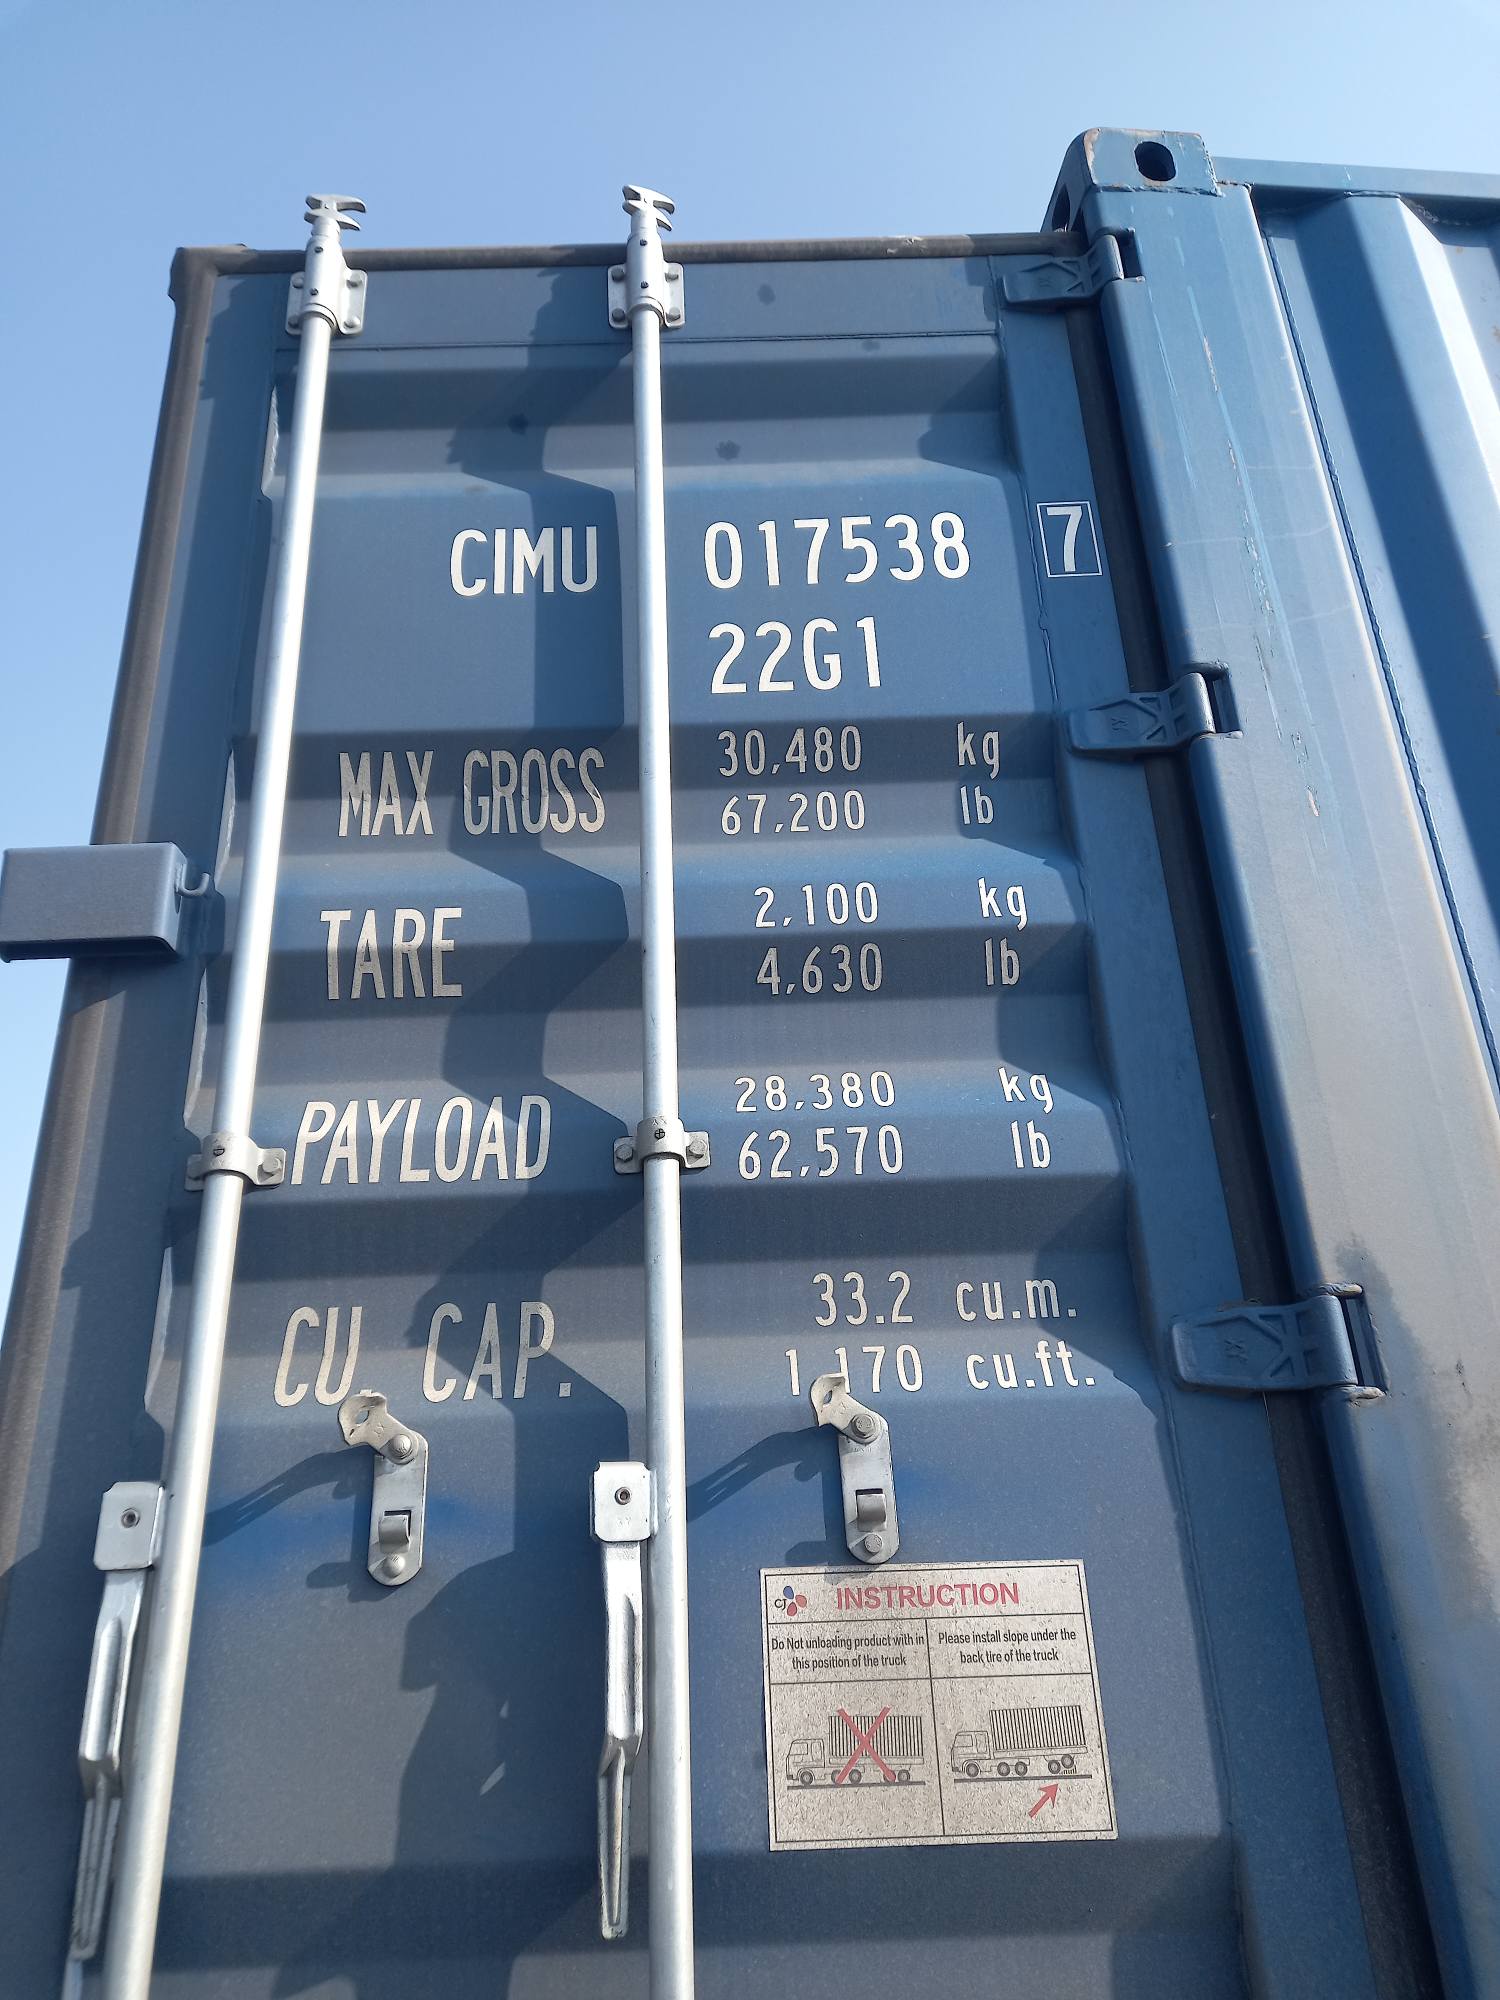 CIMU 017538 7
22G1
MAX GROSS 30,480 kg
67,200 lb
TARE 2,100 kg
4,630 lb
PAYLOAD 28,380 kg
62,570 lb
CU. CAP. 33.2 cu.m.
1,170 cu.ft.
CJ INSTRUCTION
Do Not unloading product with in
this position of the truck
Please install slope under the
back tire of the truck